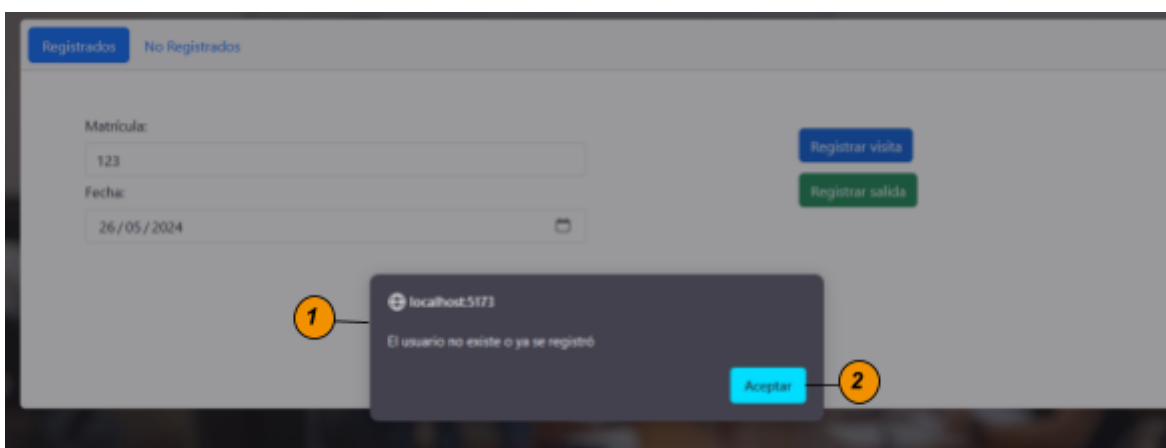 Registrados No Registrados
Matrícula:
123
Registrar visita
Fecha:
Registrar salida
26/05/2024
localhost:5173
1
El usuario no existe o ya se registró
Aceptar
2